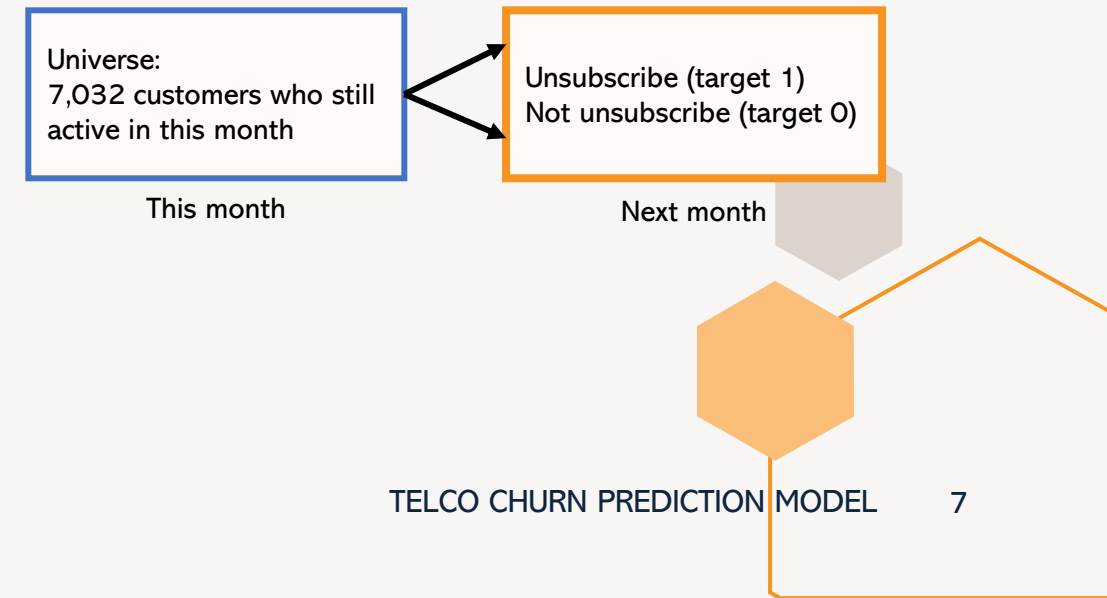 Universe:
7,032 customers who still
active in this month
Unsubscribe (target 1)
Not unsubscribe (target 0)
This month
Next month
TELCO CHURN PREDICTION MODEL 7